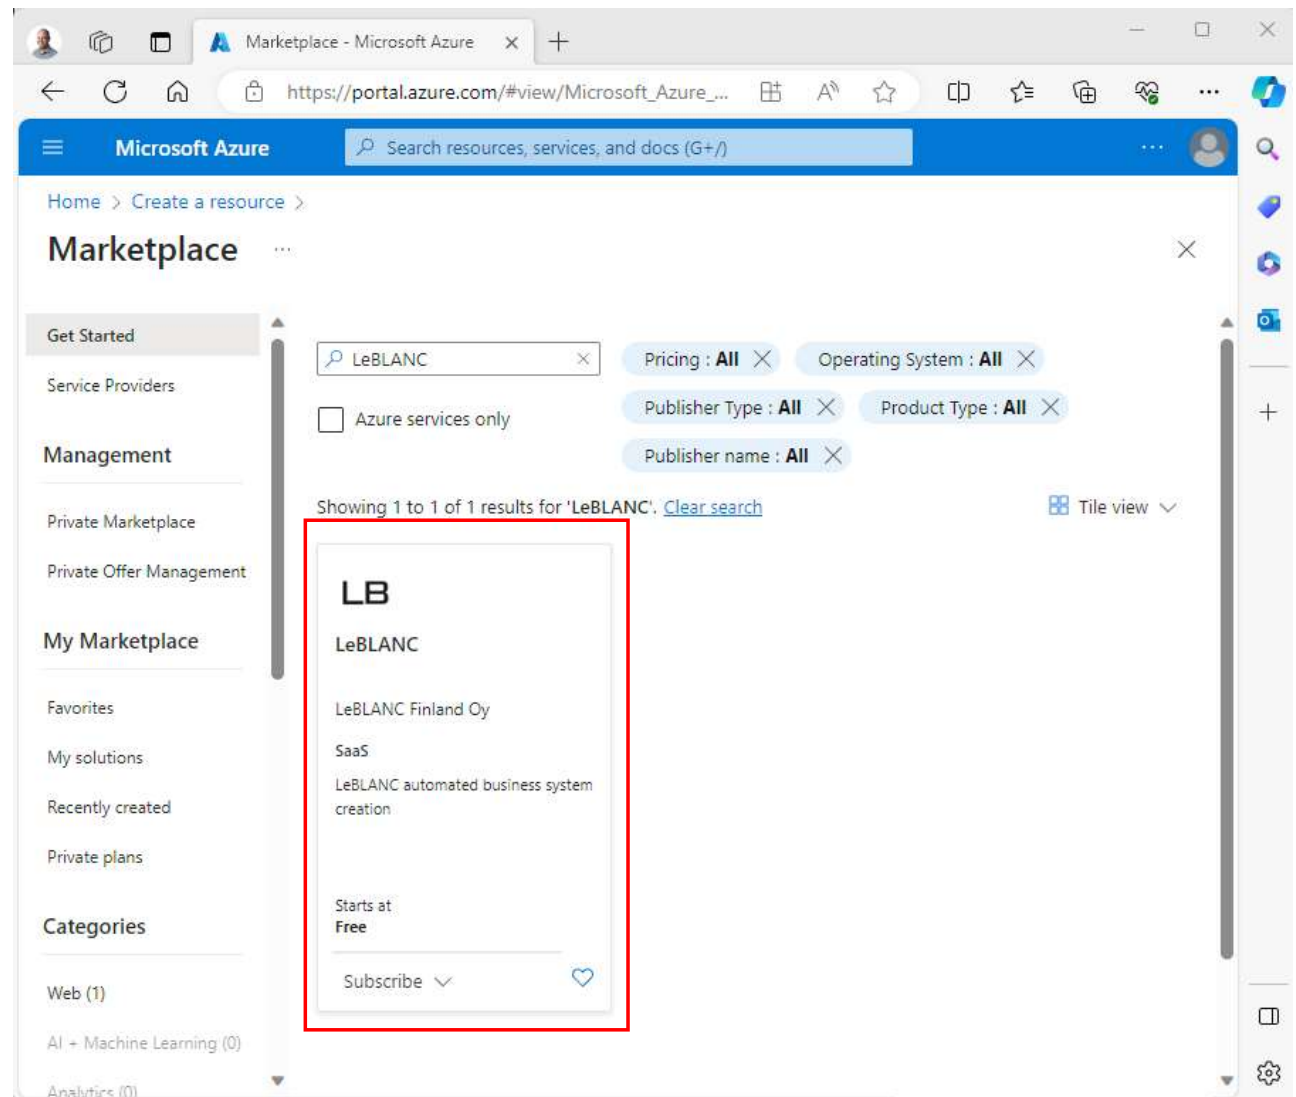 Marketplace - Microsoft Azure
https://portal.azure.com/#view/Microsoft_Azure_...
Microsoft Azure
Search resources, services, and docs (G+/)
Home > Create a resource >
Marketplace ...
Get Started
Service Providers
Management
Private Marketplace
Private Offer Management
My Marketplace
Favorites
My solutions
Recently created
Private plans
Categories
Web (1)
AI + Machine Learning (0)
Analytics (0)
LeBLANC
Pricing : All
Operating System : All
Azure services only
Publisher Type : All
Product Type : All
Publisher name : All
Showing 1 to 1 of 1 results for 'LeBLANC'. Clear search
Tile view
LB
LeBLANC
LeBLANC Finland Oy
SaaS
LeBLANC automated business system
creation
Starts at
Free
Subscribe